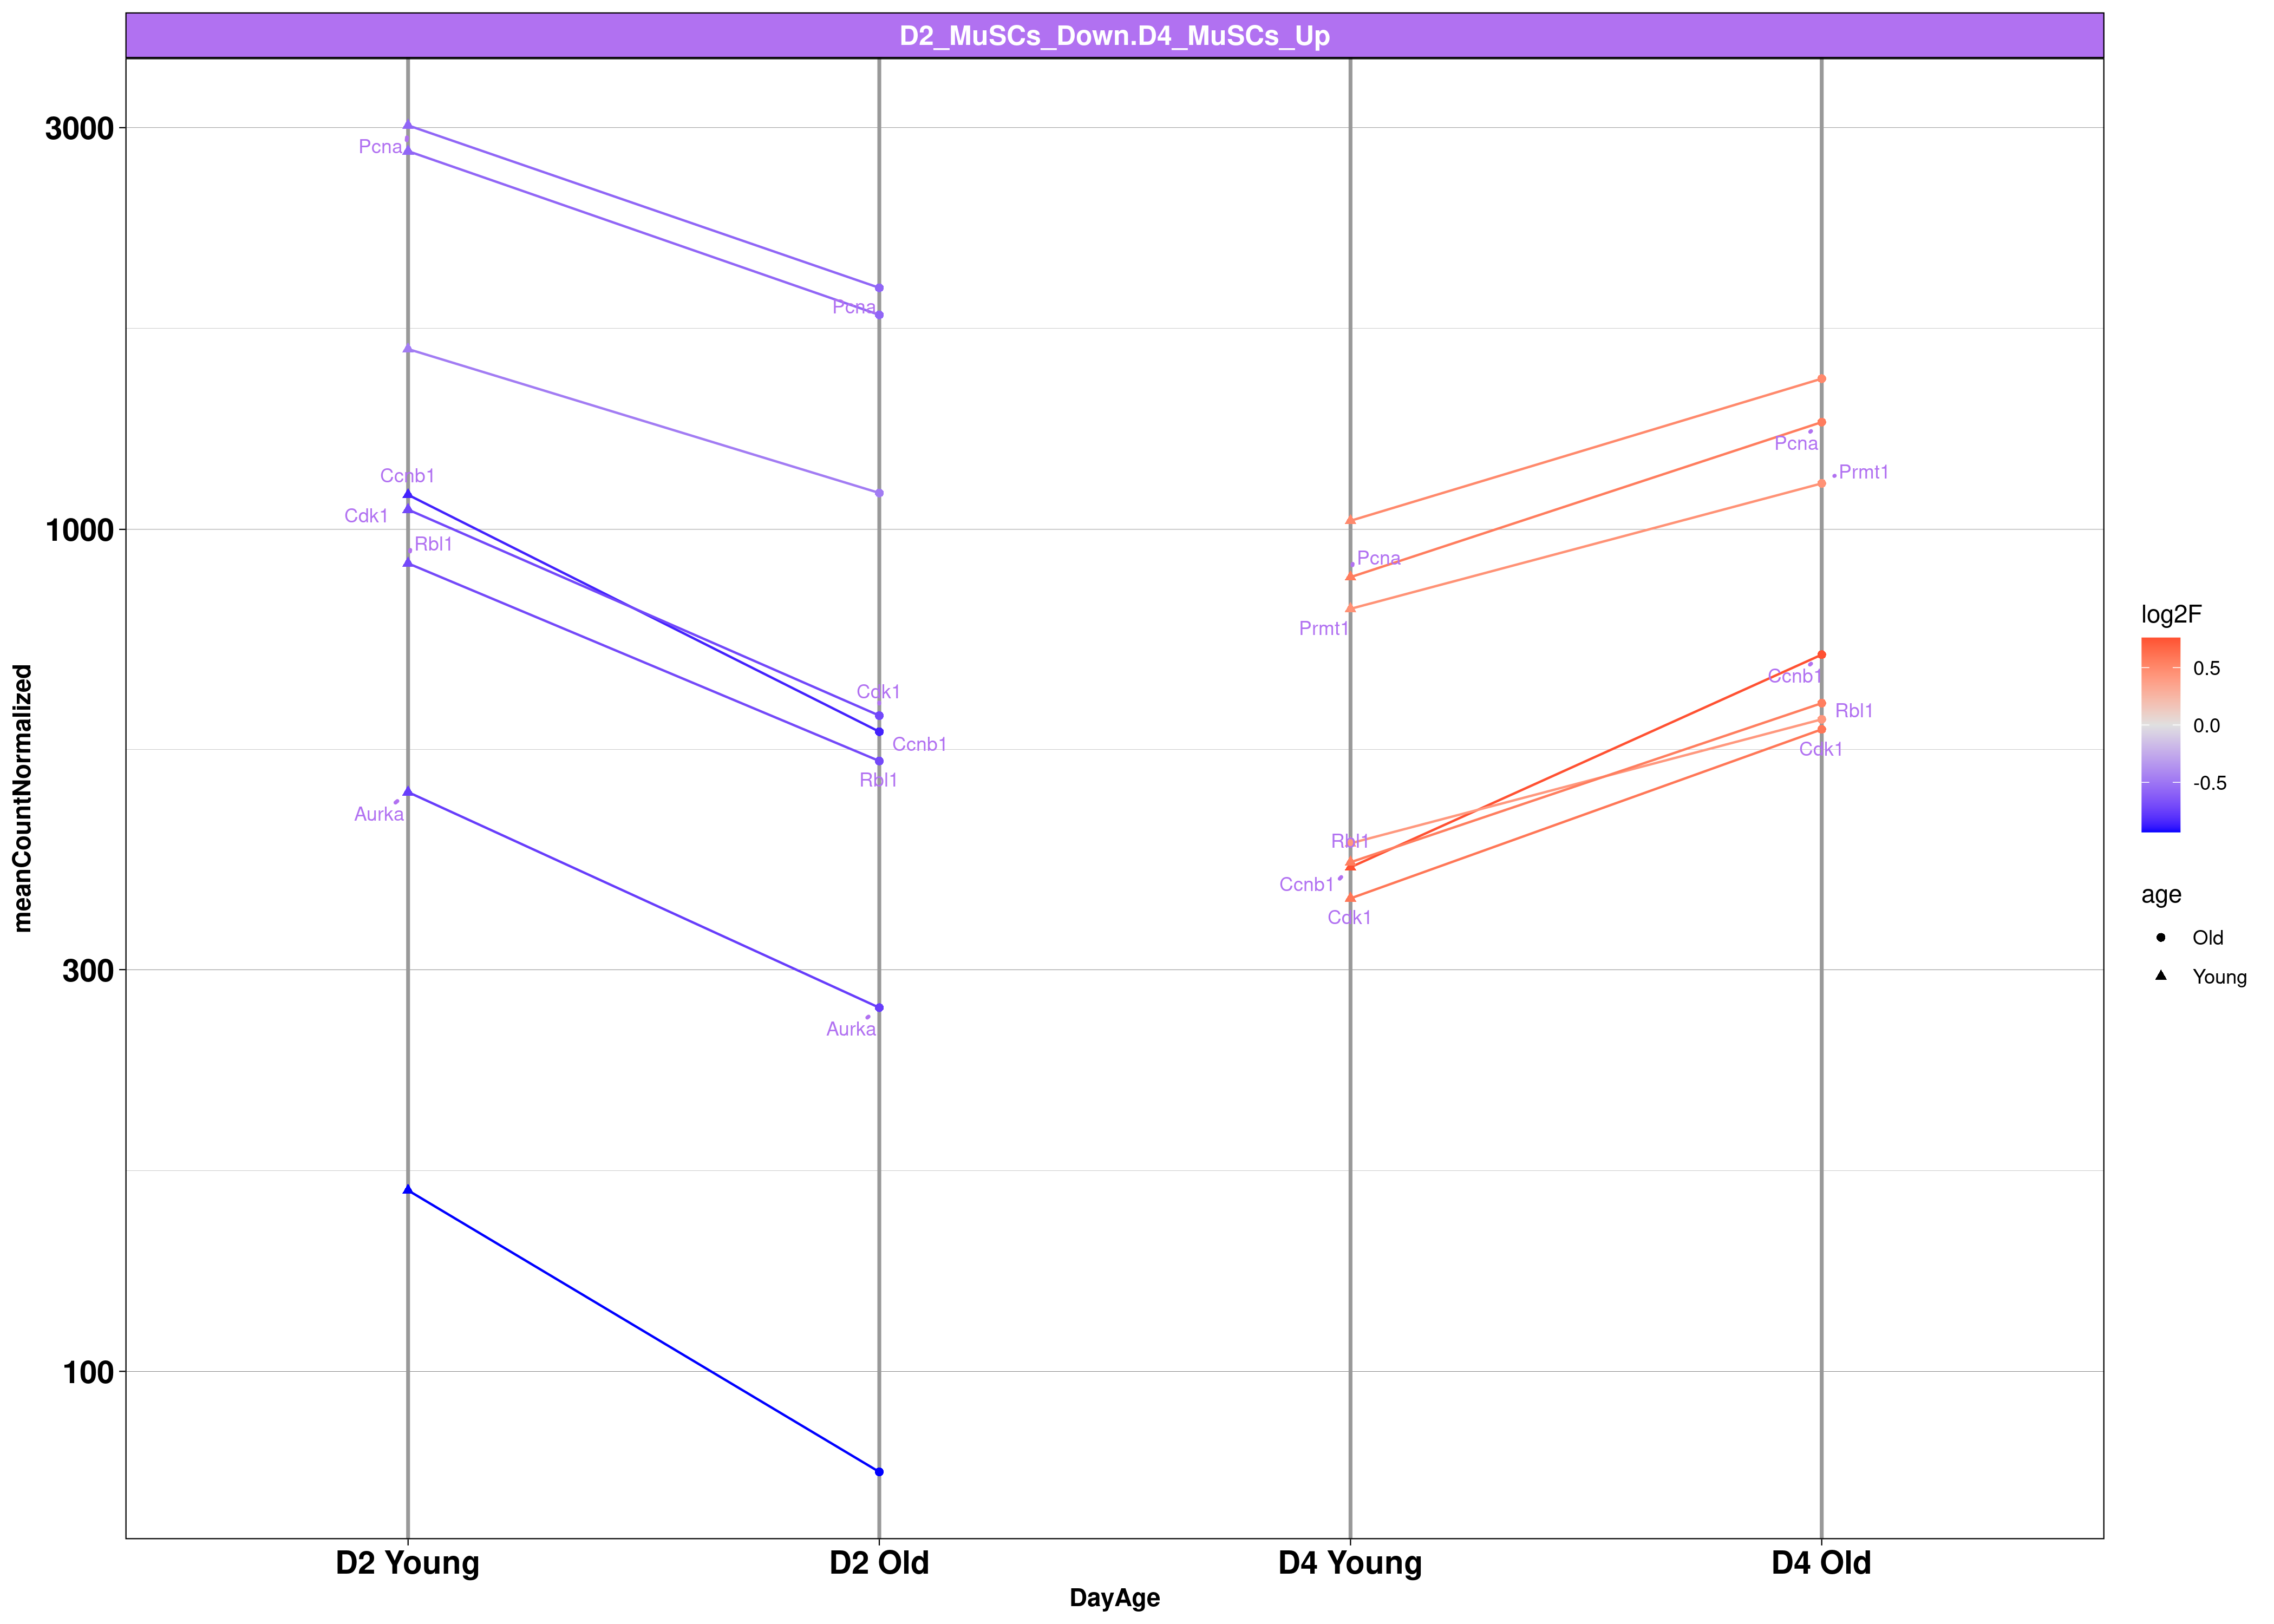 D2_MuSCs_Down.D4_MuSCs_Up
3000
1000
300
100
meanCountNormalized
Pcna
Pcna
Ccnb1
Cdk1
Rbl1
Cdk1
Ccnb1
Rbl1
Aurka
Aurka
Pcna
Prmt1
Pcna
Prmt1
Ccnb1
Rbl1
Cdk1
Rbl1
Ccnb1
Cdk1
D2 Young
D2 Old
D4 Young
D4 Old
DayAge
log2F
0.5
0.0
-0.5
age
Old
Young